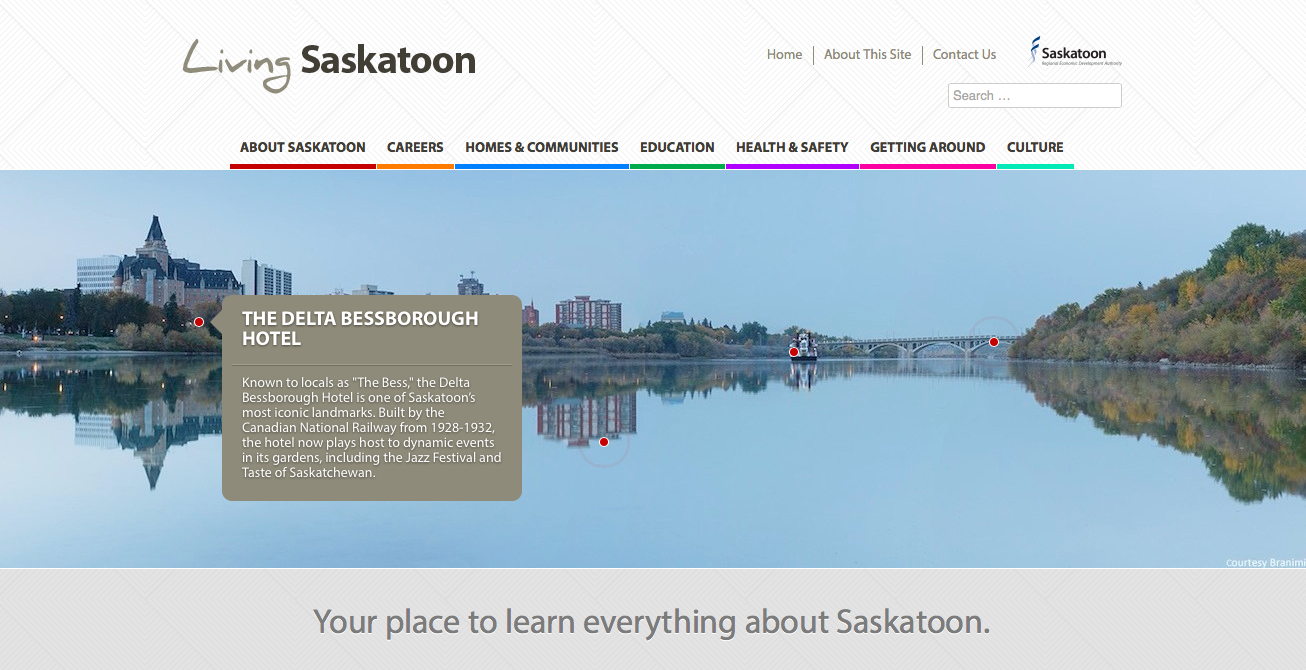 Living Saskatoon
Home
About This Site
Contact Us
Saskatoon
Regional Economic Development Authority
Search ...
ABOUT SASKATOON
CAREERS
HOMES & COMMUNITIES
EDUCATION
HEALTH & SAFETY
GETTING AROUND
CULTURE
THE DELTA BESSBOROUGH
HOTEL
Known to locals as "The Bess," the Delta
Bessborough Hotel is one of Saskatoon's
most iconic landmarks. Built by the
Canadian National Railway from 1928-1932,
the hotel now plays host to dynamic events
in its gardens, including the Jazz Festival and
Taste of Saskatchewan.
Courtesy Branimi
Your place to learn everything about Saskatoon.